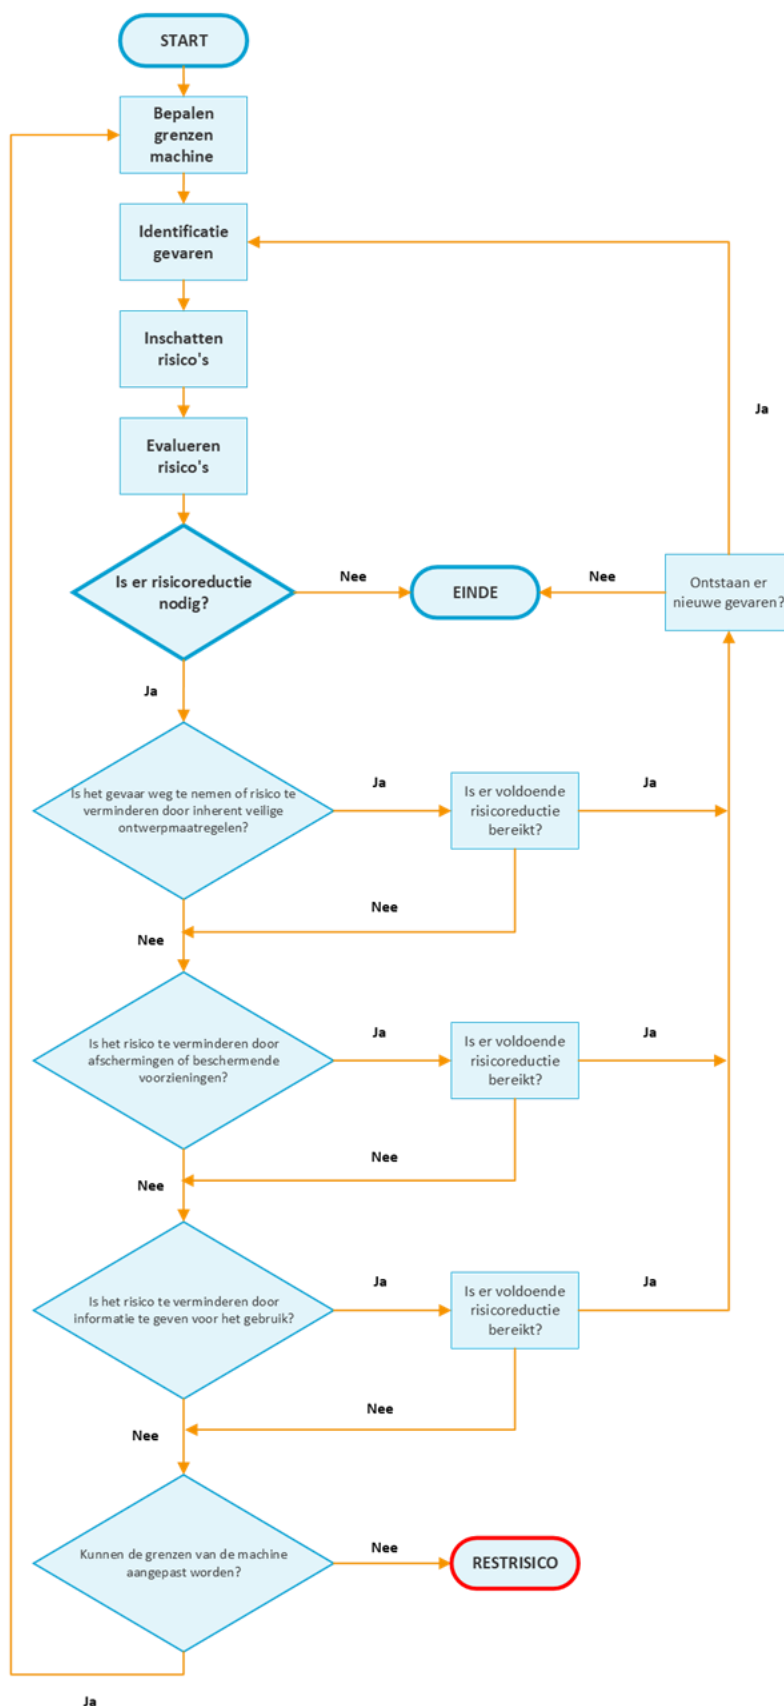 START
Bepalen
grenzen
machine
Identificatie
gevaren
Inschatten
risico's
Ja
Evalueren
risico's
Is er risicoreductie
nodig?
Nee
EINDE
Nee
Ontstaan er
nieuwe gevaren?
Ja
Is het gevaar weg te nemen of risico te
verminderen door inherent veilige
ontwerpmaatregelen?
Ja
Is er voldoende
risicoreductie
bereikt?
Ja
Nee
Nee
Is het risico te verminderen door
afschermingen of beschermende
voorzieningen?
Ja
Is er voldoende
risicoreductie
bereikt?
Ja
Nee
Nee
Is het risico te verminderen door
informatie te geven voor het gebruik?
Ja
Is er voldoende
risicoreductie
bereikt?
Ja
Nee
Nee
Kunnen de grenzen van de machine
aangepast worden?
Nee
RESTRISICO
Ja